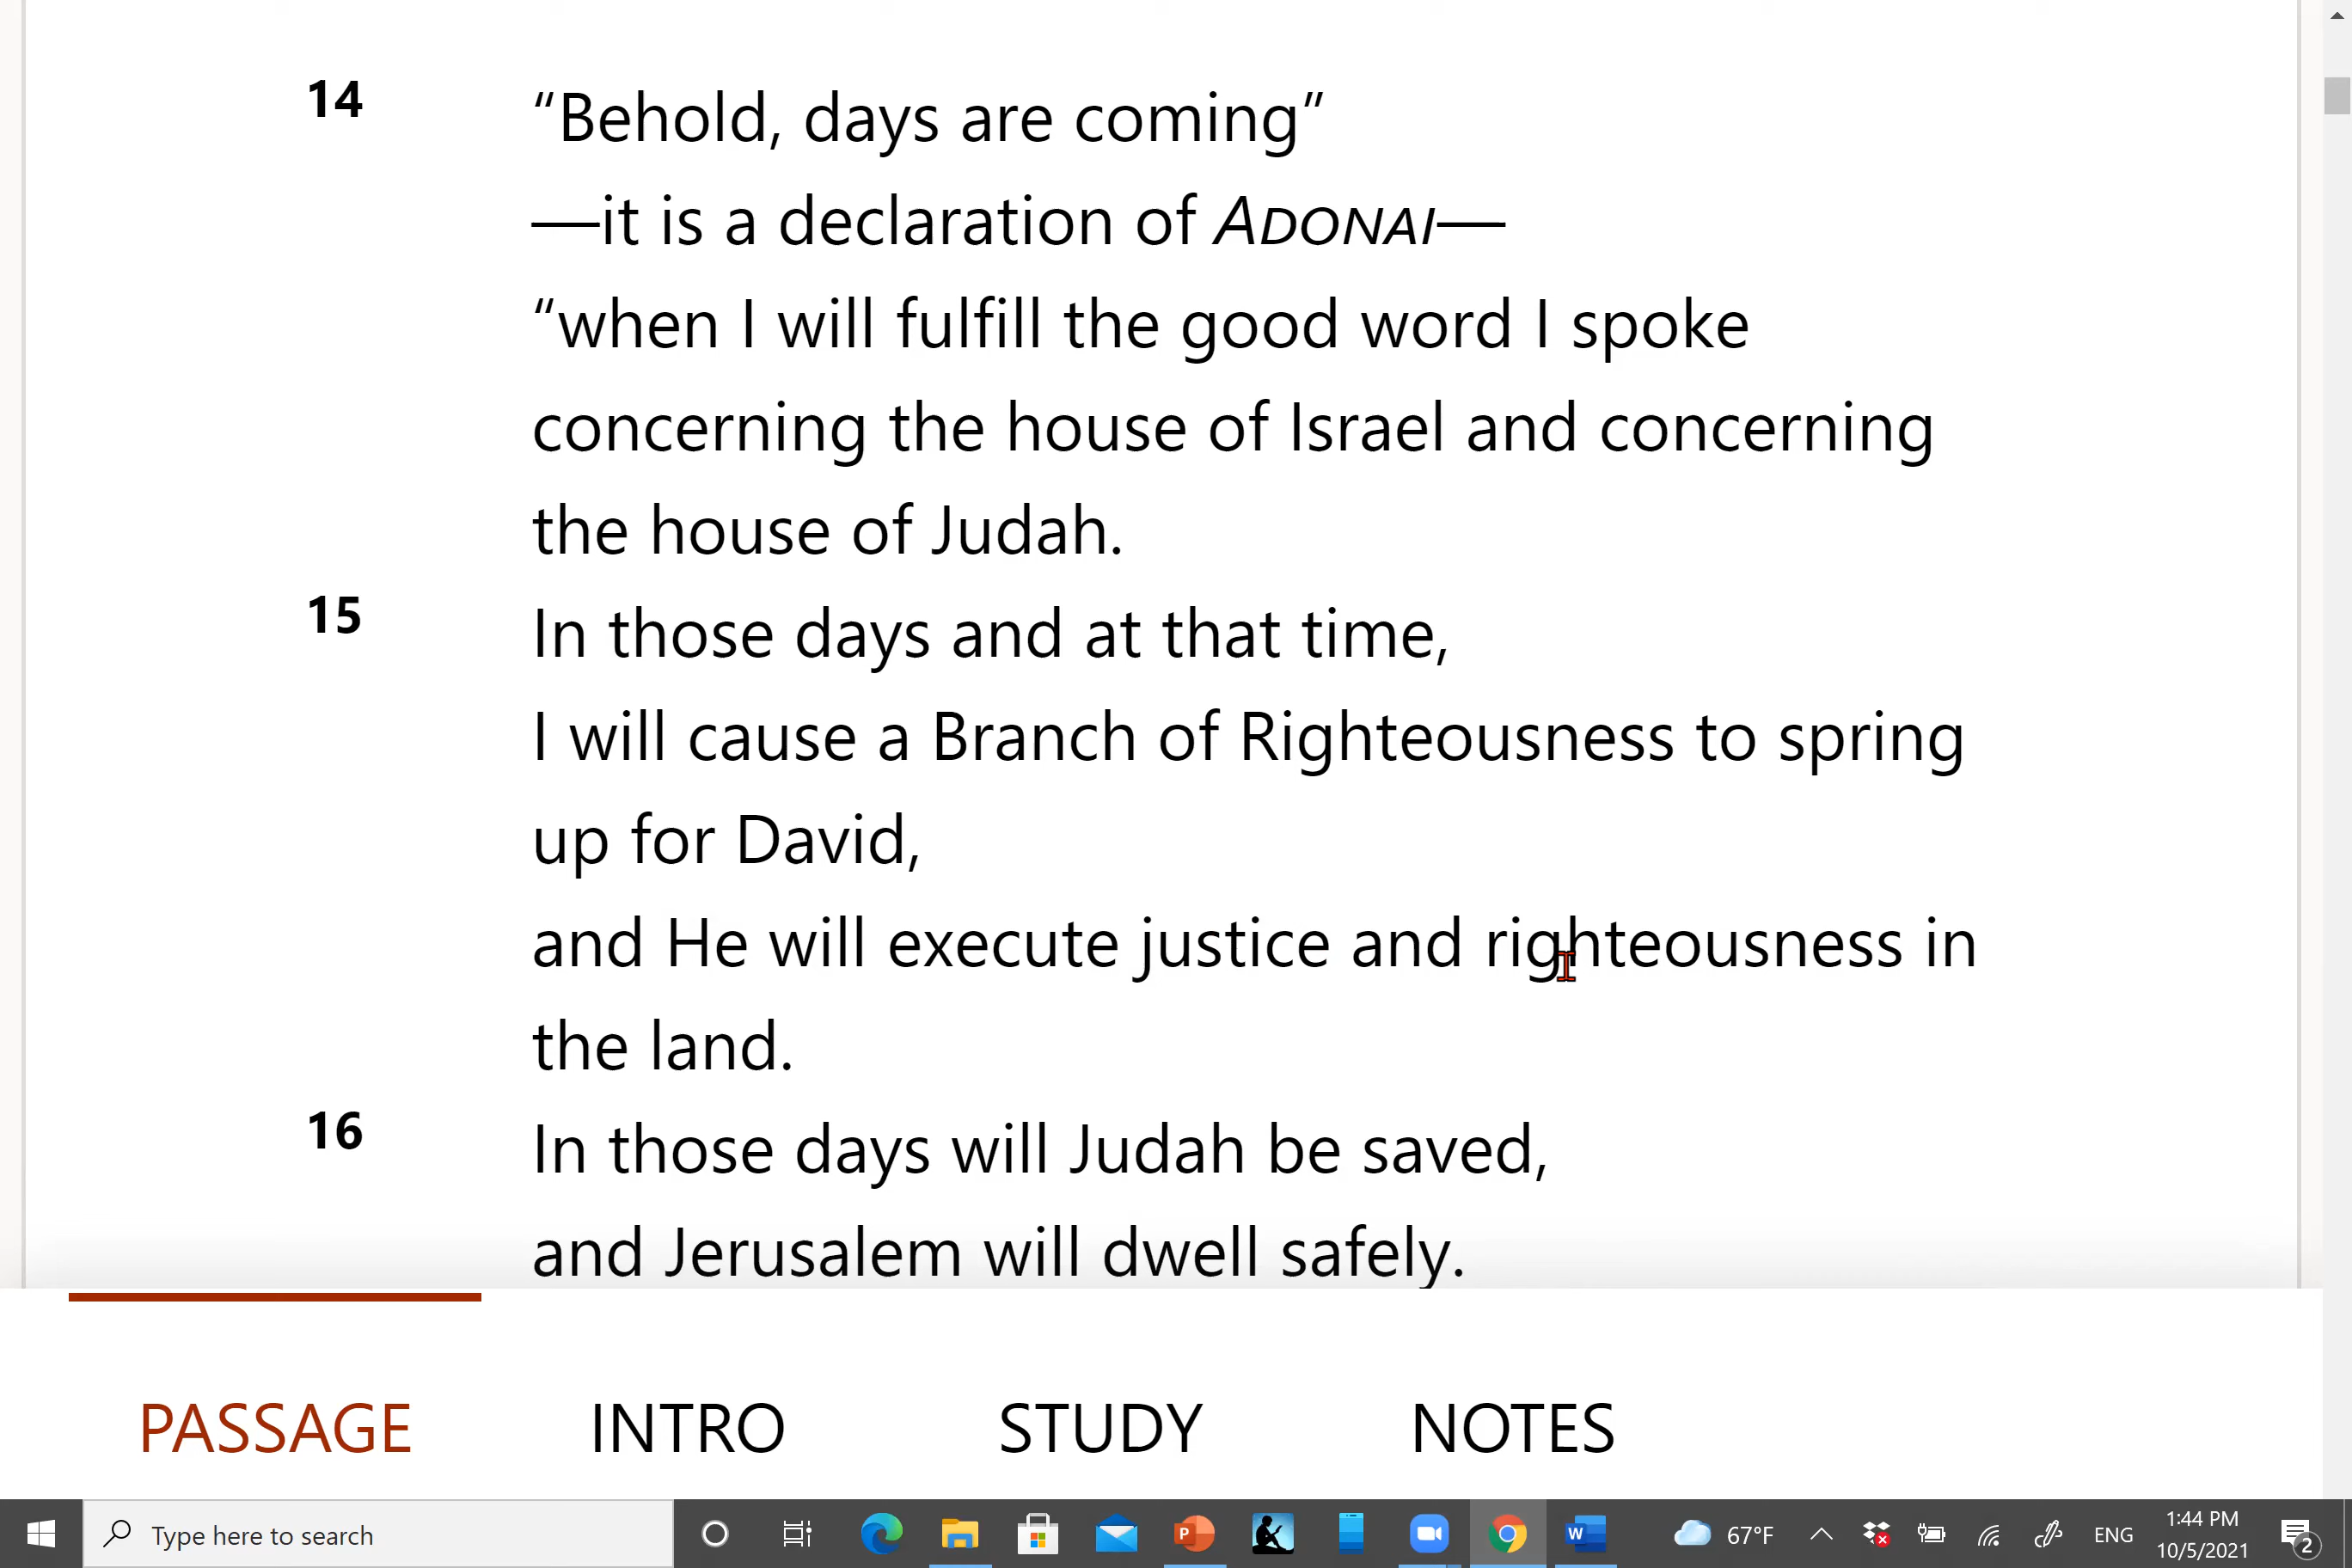 14
“Behold, days are coming”
—it is a declaration of ADONAI—
“when I will fulfill the good word I spoke
concerning the house of Israel and concerning
the house of Judah.
15
In those days and at that time,
I will cause a Branch of Righteousness to spring
up for David,
and He will execute justice and righteousness in
the land.
16
In those days will Judah be saved,
and Jerusalem will dwell safely.
PASSAGE INTRO STUDY NOTES
Type here to search P W 67°F ENG 1:44 PM
10/5/2021 2